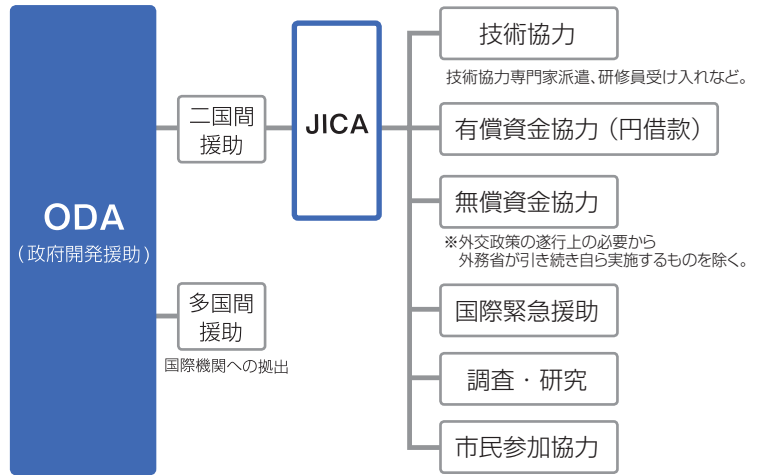 ODA
(政府開発援助)
二国間
援助
多国間
援助
国際機関への拠出
JICA
技術協力
技術協力専門家派遣、研修員受け入れなど。
有償資金協力(円借款)
無償資金協力
※外交政策の遂行上の必要から
外務省が引き続き自ら実施するものを除く。
国際緊急援助
調査・研究
市民参加協力